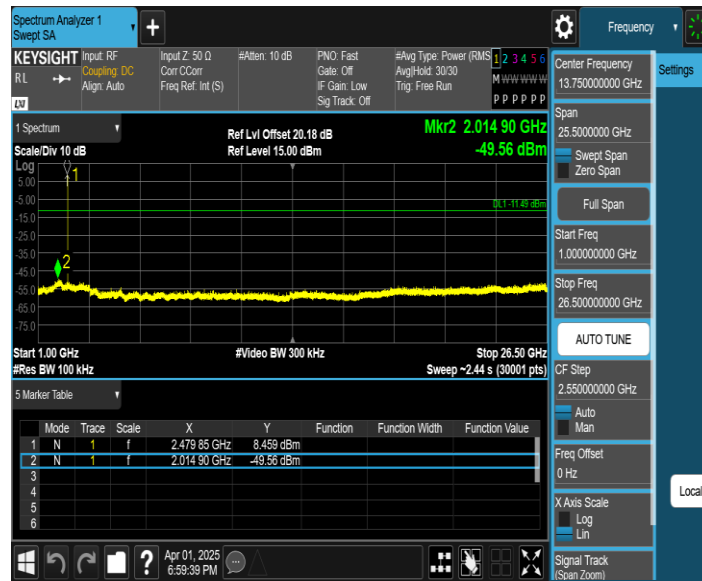 Spectrum Analyzer 1
Swept SA
+
Frequency
KEYSIGHT Input: RF Input Z: 50 Ω #Atten: 10 dB PNO: Fast #Avg Type: Power (RMS 1 2 3 4 5 6
RL Coupling: DC Corr CCorr Gate: Off Avg|Hold: 30/30 M W W W W W
Align: Auto Freq Ref: Int (S) IF Gain: Low Trig: Free Run
LXI Sig Track: Off P P P P P P
1 Spectrum Ref Lvl Offset 20.18 dB Mkr2 2.014 90 GHz
Scale/Div 10 dB Ref Level 15.00 dBm -49.56 dBm
Log
1
5.00
-5.00 DL1 -11.49 dBm
-15.0
-25.0
-35.0
2
-45.0
-55.0
-65.0
-75.0
Start 1.00 GHz #Video BW 300 kHz Stop 26.50 GHz
#Res BW 100 kHz Sweep ~2.44 s (30001 pts)
5 Marker Table
Mode Trace Scale X Y Function Function Width Function Value
1 N 1 f 2.479 85 GHz 8.459 dBm
2 N 1 f 2.014 90 GHz -49.56 dBm
3
4
5
6
Apr 01, 2025
6:59:39 PM
?
Center Frequency
13.750000000 GHz
Settings
Span
25.5000000 GHz
Swept Span
Zero Span
Full Span
Start Freq
1.000000000 GHz
Stop Freq
26.500000000 GHz
AUTO TUNE
CF Step
2.550000000 GHz
Auto
Man
Freq Offset
0 Hz
Local
X Axis Scale
Log
Lin
Signal Track
(Span Zoom)